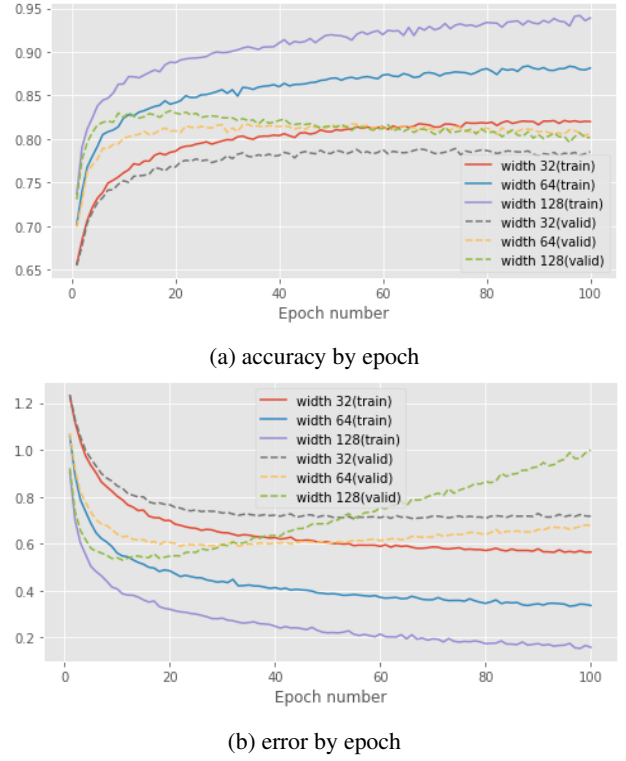 0.95
0.90
0.85
0.80
0.75
0.70
0.65
width 32(train)
width 64(train)
width 128(train)
width 32(valid)
width 64(valid)
width 128(valid)
0 20 40 60 80 100
Epoch number
(a) accuracy by epoch
1.2
1.0
0.8
0.6
0.4
0.2
width 32(train)
width 64(train)
width 128(train)
width 32(valid)
width 64(valid)
width 128(valid)
0 20 40 60 80 100
Epoch number
(b) error by epoch